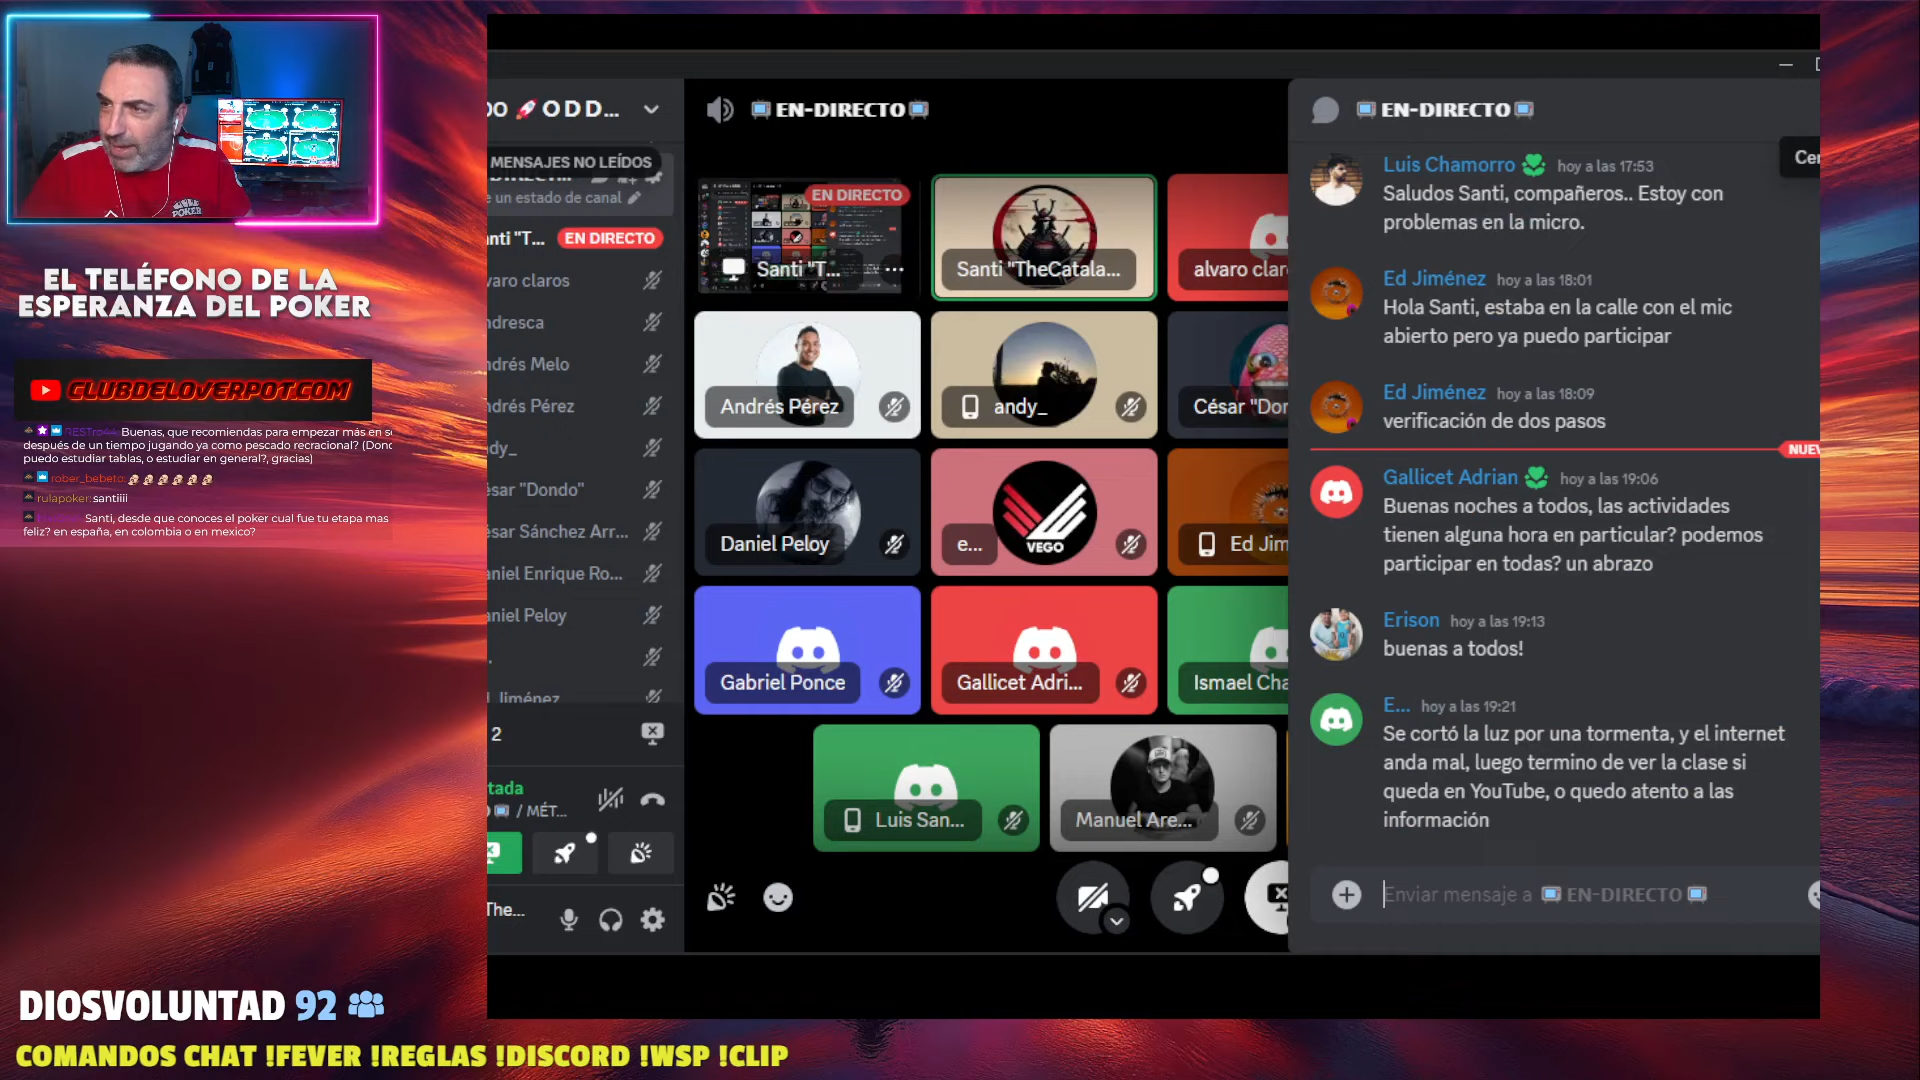 EL TELÉFONO DE LA
ESPERANZA DEL POKER
CLUBDELOVERPOT.COM
Buenas, que recomiendas para empezar más en s
después de un tiempo jugando ya como pescado recracional? (Dond
puedo estudiar tablas, o estudiar en general?, gracias)
rober_bebeto:
rulapoker: santiiii
Santi, desde que conoces el poker cual fue tu etapa mas
feliz? en españa, en colombia o en mexico?
DIOSVOLUNTAD 92
COMANDOS CHAT !FEVER !REGLAS !DISCORD !WSP !CLIP
DO 🚀 O D D...
MENSAJES NO LEÍDOS
e un estado de canal
nti "T... EN DIRECTO
varo claros
ndresca
ndrés Melo
ndrés Pérez
dy_
ésar "Dondo"
ésar Sánchez Arr...
aniel Enrique Ro...
aniel Peloy
Jiménez
2
tada
/ MÉT...
The...
EN-DIRECTO
EN DIRECTO
Santi "T...
Santi "TheCatala...
alvaro clar
Andrés Pérez
andy_
César "Don
Daniel Peloy
e...
VEGO
Ed Jim
Gabriel Ponce
Gallicet Adri...
Ismael Cha
Luis San...
Manuel Are...
EN-DIRECTO
Cer
Luis Chamorro hoy a las 17:53
Saludos Santi, compañeros.. Estoy con
problemas en la micro.
Ed Jiménez hoy a las 18:01
Hola Santi, estaba en la calle con el mic
abierto pero ya puedo participar
Ed Jiménez hoy a las 18:09
verificación de dos pasos
NUEV
Gallicet Adrian hoy a las 19:06
Buenas noches a todos, las actividades
tienen alguna hora en particular? podemos
participar en todas? un abrazo
Erison hoy a las 19:13
buenas a todos!
E... hoy a las 19:21
Se cortó la luz por una tormenta, y el internet
anda mal, luego termino de ver la clase si
queda en YouTube, o quedo atento a las
información
Enviar mensaje a EN-DIRECTO